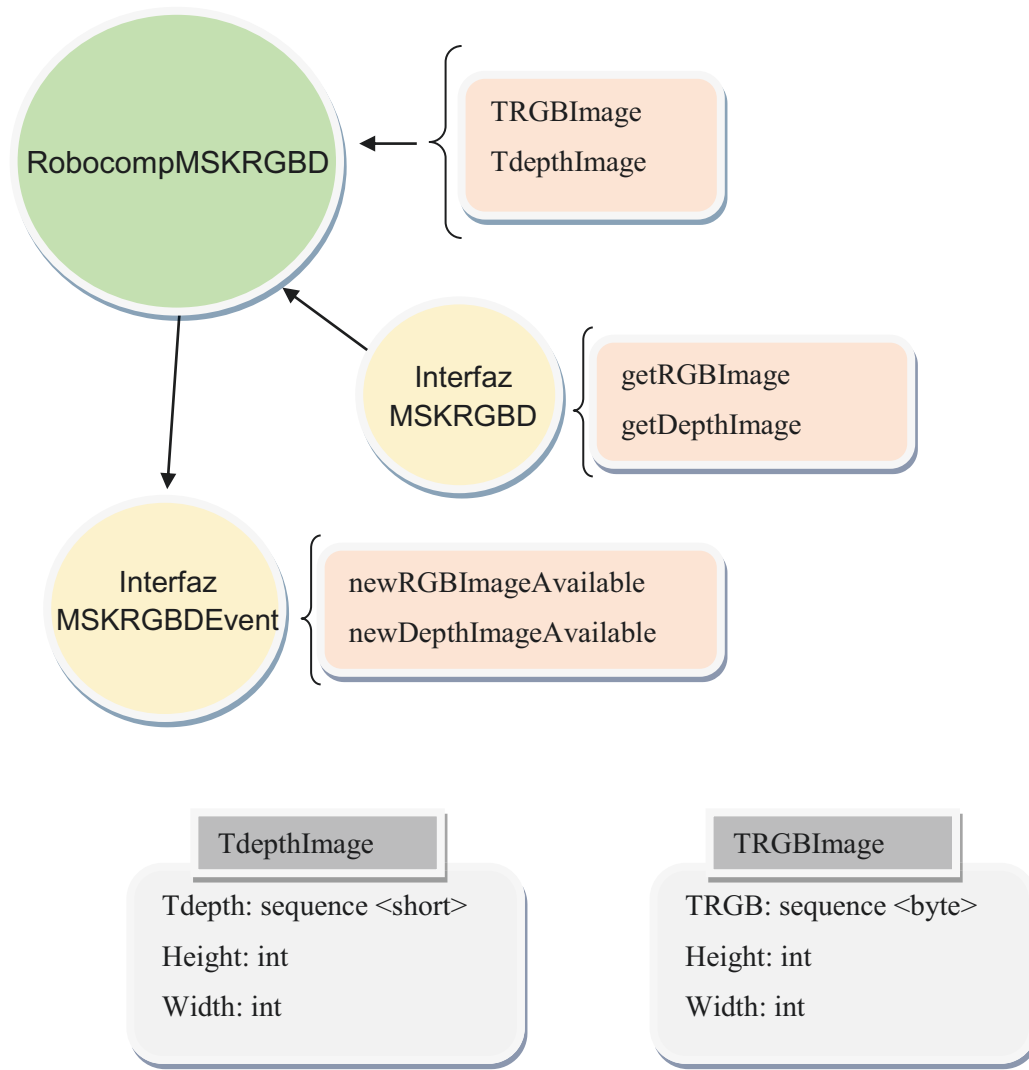 TRGBImage
TdepthImage
RobocompMSKRGBD
Interfaz
MSKRGBD
getRGBImage
getDepthImage
Interfaz
MSKRGBDEvent
newRGBImageAvailable
newDepthImageAvailable
TdepthImage
Tdepth: sequence <short>
Height: int
Width: int
TRGBImage
TRGB: sequence <byte>
Height: int
Width: int